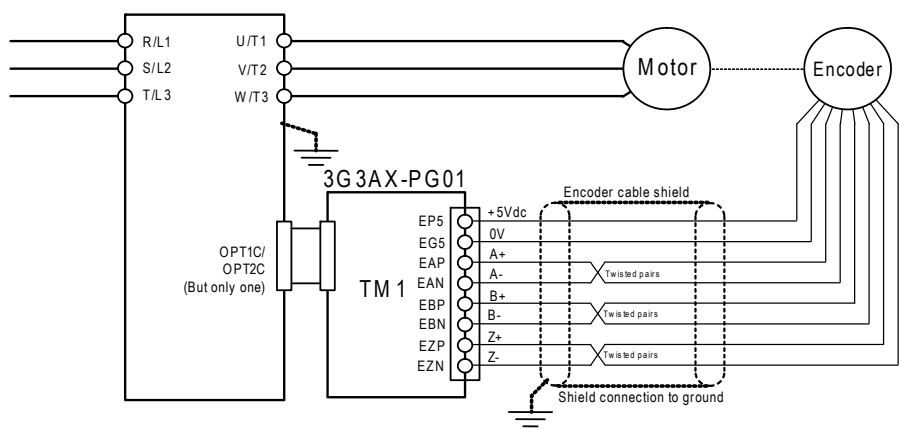 R/L1
U/T1
S/L2
V/T2
T/L3
W/T3
Motor
Encoder
3G3AX-PG01
Encoder cable shield
EP5
+5Vdc
EG5
0V
EAP
A+
Twisted pairs
EAN
A-
EBP
B+
Twisted pairs
EBN
B-
EZP
Z+
Twisted pairs
EZN
Z-
OPT1C/
OPT2C
(But only one)
TM1
Shield connection to ground